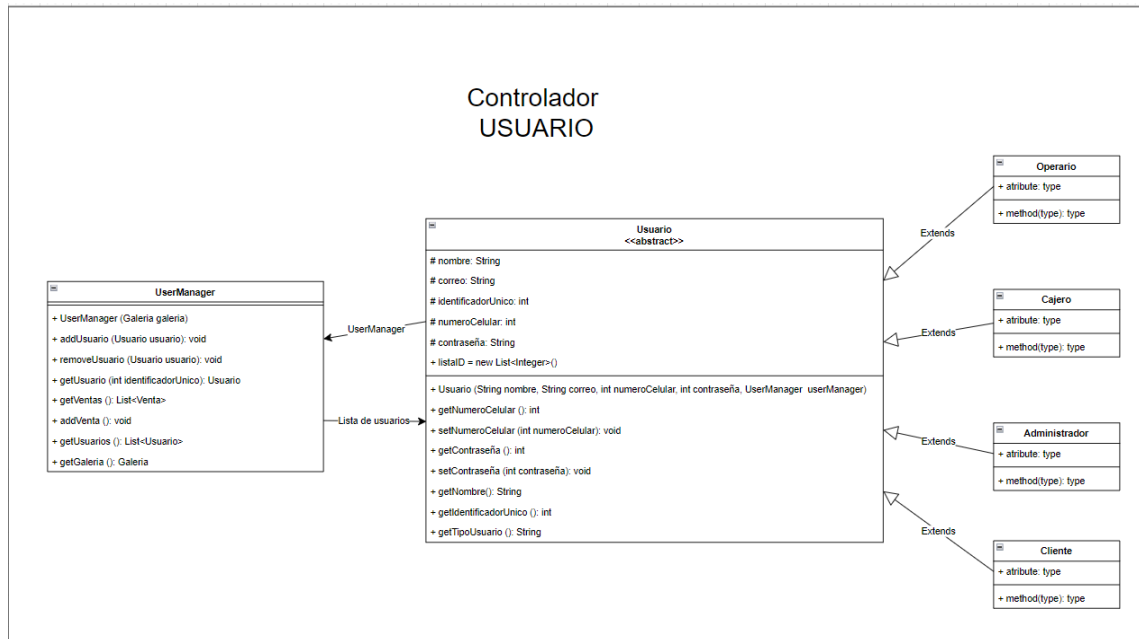 Controlador
USUARIO
UserManager
+ UserManager (Galeria galeria)
+ addUsuario (Usuario usuario): void
+ removeUsuario (Usuario usuario): void
+ getUsuario (int identificadorUnico): Usuario
+ getVentas (): List<Venta>
+ addVenta (): void
+ getUsuarios (): List<Usuario>
+ getGaleria (): Galeria
UserManager
Lista de usuarios
Usuario
<<abstract>>
# nombre: String
# correo: String
# identificadorUnico: int
# numeroCelular: int
# contraseña: String
+ listaID = new List<Integer>()
+ Usuario (String nombre, String correo, int numeroCelular, int contraseña, UserManager userManager)
+ getNumeroCelular (): int
+ setNumeroCelular (int numeroCelular): void
+ getContraseña (): int
+ setContraseña (int contraseña): void
+ getNombre(): String
+ getIdentificadorUnico (): int
+ getTipoUsuario (): String
Extends
Operario
+ atribute: type
+ method(type): type
Extends
Cajero
+ atribute: type
+ method(type): type
Extends
Administrador
+ atribute: type
+ method(type): type
Extends
Cliente
+ atribute: type
+ method(type): type